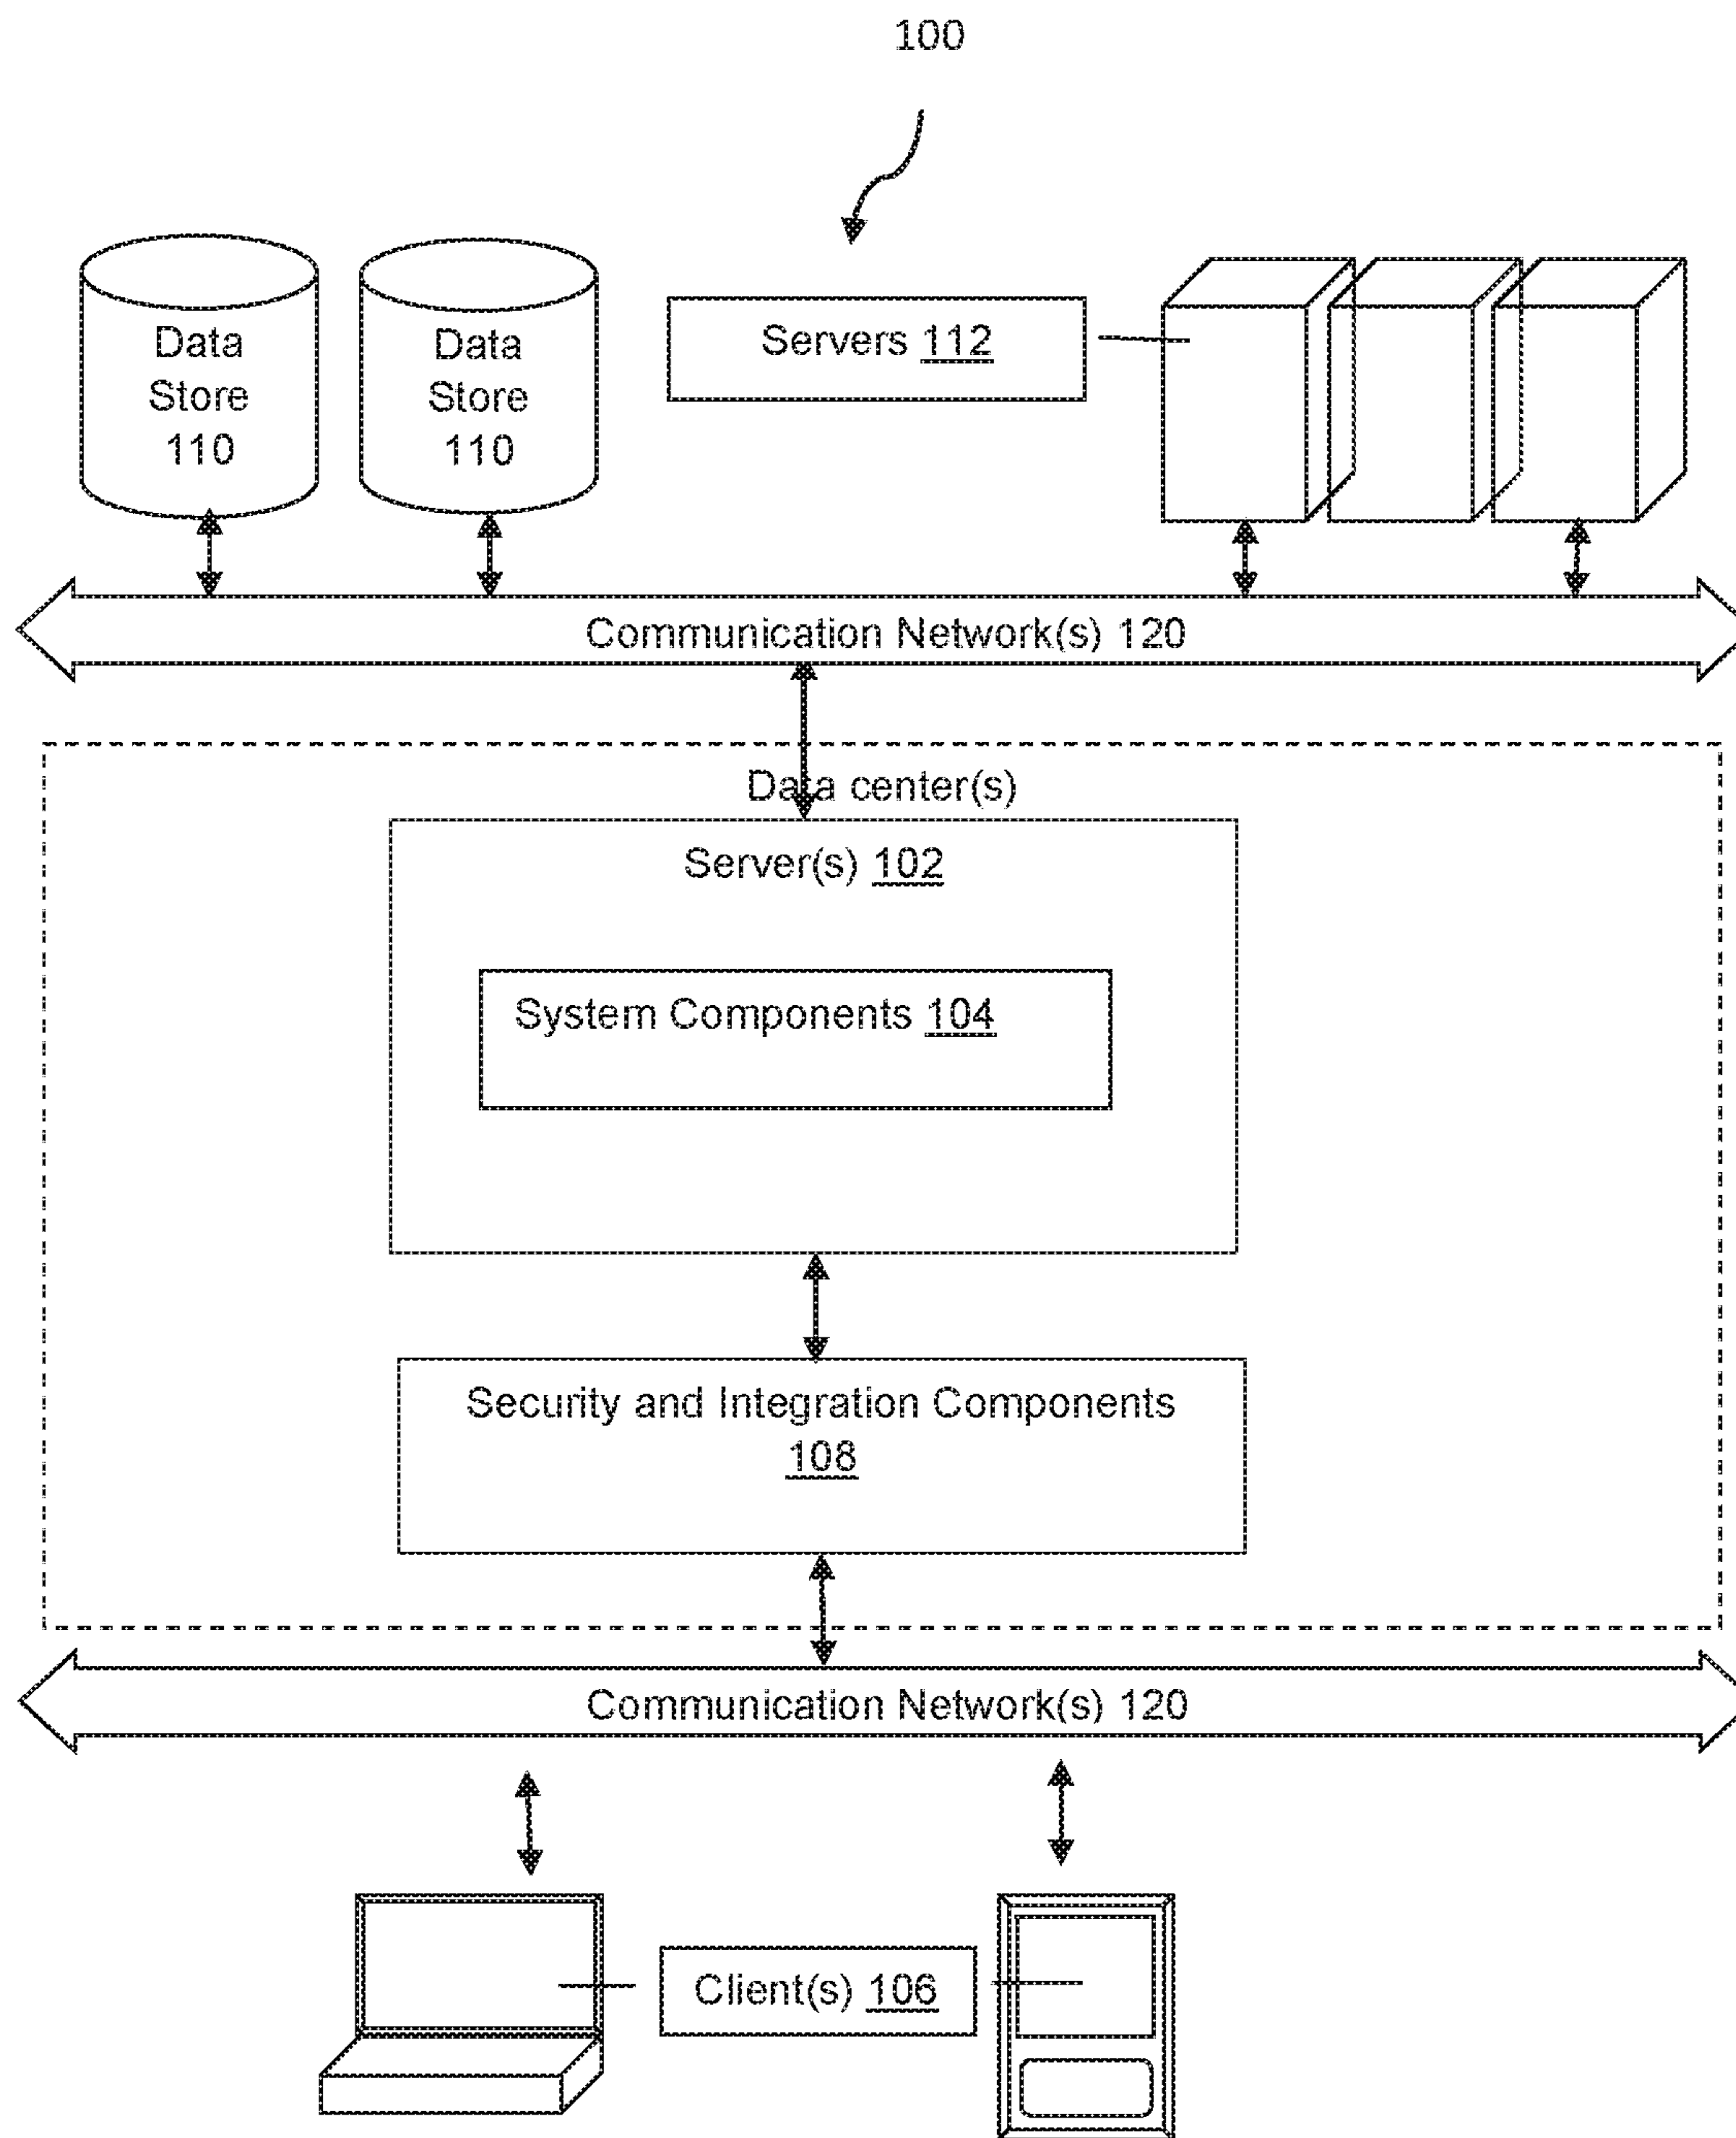 100
Data
Store
110
Data
Store
110
Servers 112
Communication Network(s) 120
Data center(s)
Server(s) 102
System Components 104
Security and Integration Components
108
Communication Network(s) 120
Client(s) 106